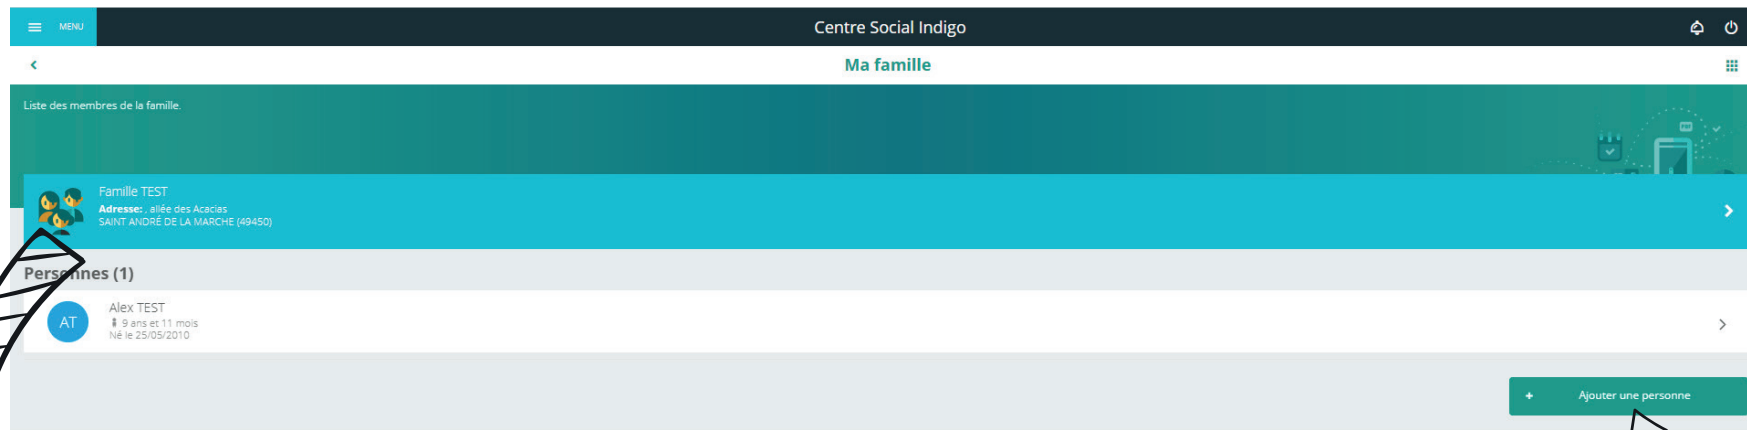 MENU
Centre Social Indigo
Ma famille
Liste des membres de la famille.
Famille TEST
Adresse: , allée des Acacias
SAINT ANDRÉ DE LA MARCHE (49450)
Personnes (1)
AT
Alex TEST
9 ans et 11 mois
Né le 25/05/2010
+ Ajouter une personne